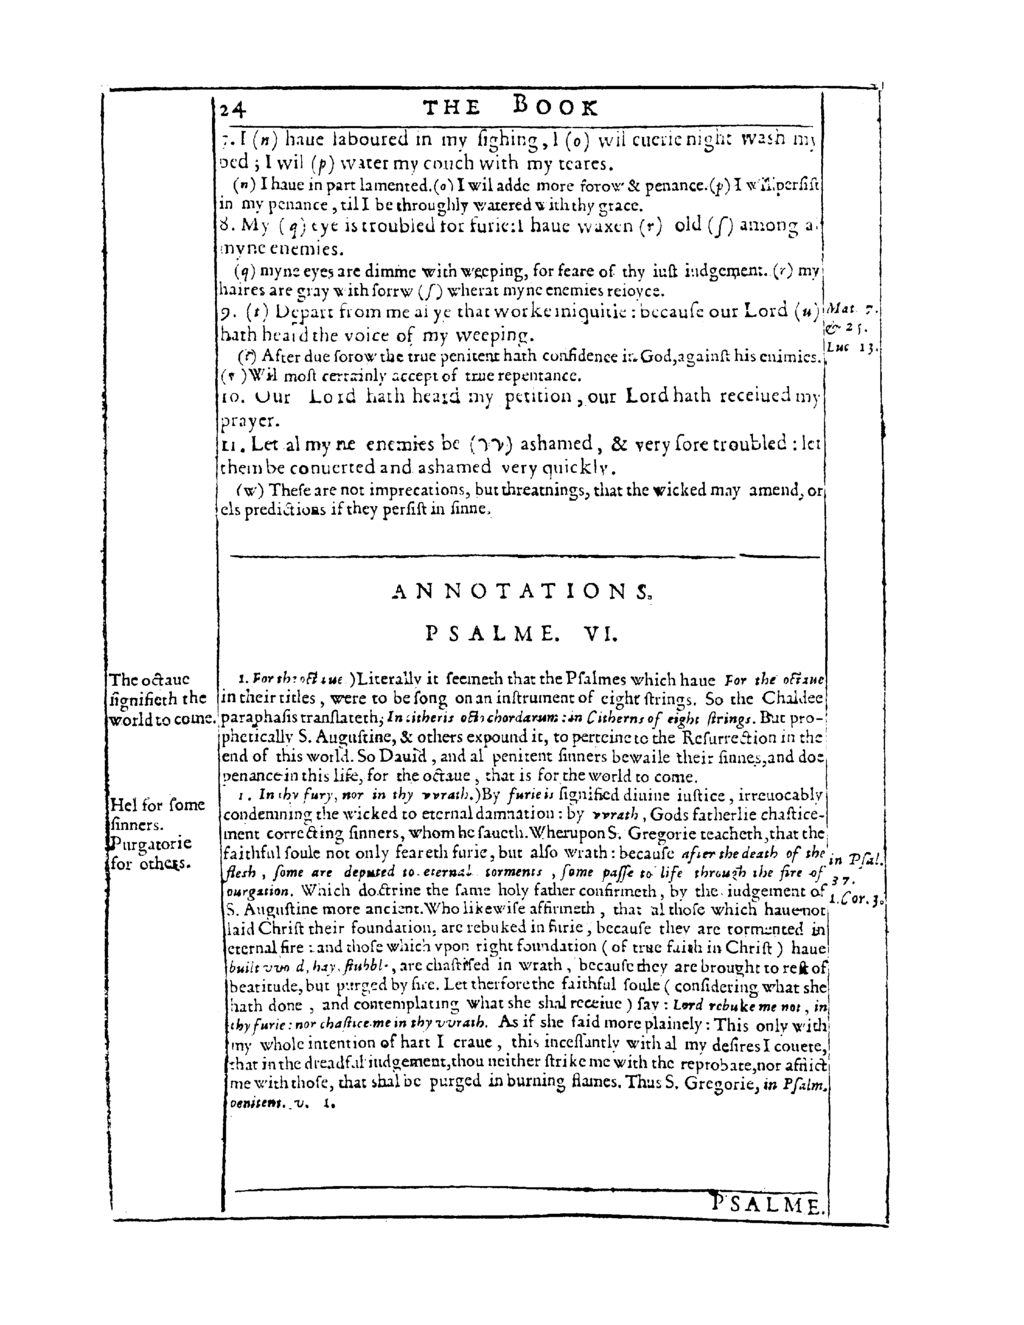 24 THE BOOK
7. I (n) haue laboured in my sighing, I (o) wil euerie night wash my
bed ; I wil (p) water my couch with my teares.
(n) I haue in part lamented. (o) I wil adde more sorow & penance. (p) I wil persist
in my penance, til I be throughly watered with thy grace.
8. My (q) eye is troubled for furie: I haue waxen (r) old (ſ) among a
myne enemies.
(q) myne eyes are dimme with weeping, for feare of thy iuſt iudgement. (r) my
haires are gray with forrw (ſ) wherat myne enemies reioyce.
9. (t) Depart from me al ye that worke iniquitie : becauſe our Lord (u)
hath heard the voice of my weeping.
(t) After due ſorow the true penitent hath confidence in God, againſt his enimies.
(v) Wil moſt certainly accept of true repentance.
Mat. 7.
& 25.
Luc 13.
10. Our Lord hath heard my petition, our Lord hath receiued my
prayer.
11. Let al myne enemies be (vv) ashamed, & very ſore troubled : let
them be conuerted and ashamed very quickly.
(w) Theſe are not imprecations, but threatnings, that the wicked may amend, or
els predictions if they perſiſt in ſinne.
ANNOTATIONS.
PSALME. VI.
The octaue
ſignifieth the
world to come.
1. For the octaue ) Literally it ſeemeth that the Pſalmes which haue For the octaue
in their titles, were to be ſong on an inſtrument of eight ſtrings. So the Chaldee
paraphaſis tranſlateth, In citheris octochordarum : in Citherns of eight ſtrings. But pro-
phetically S. Auguſtine, & others expound it, to perteine to the Reſurrection in the
end of this world. So Dauid, and al penitent ſinners bewaile their ſinnes, and doe
penance in this life, for the octaue, that is for the world to come.
Hel for ſome
ſinners.
Purgatorie
for others.
1. In thy fury, nor in thy vvrath. ) By furie is ſignified diuine iuſtice, irreuocably
condemning the wicked to eternal damnation : by vvrath, Gods fatherlie chaſtice-
ment correcting ſinners, whom he ſaueth. Wherupon S. Gregorie teacheth, that the
faithful ſoule not only feareth furie, but alſo wrath : becauſe after the death of the
flesh, ſome are deputed to eternal torments, ſome paſſe to life through the fire of
purgation. Which doctrine the ſame holy father confirmeth, by the iudgement of
S. Auguſtine more ancient. Who likewiſe affirmeth, that al thoſe which haue not
laid Chriſt their foundation, are rebuked in furie, becauſe they are tormented in
eternal fire : and thoſe which vpon right foundation ( of true faith in Chriſt ) haue
built vvood, hay, ſtubble, are chaſtiſed in wrath, becauſe they are brought to reſt of
beatitude, but purged by fire. Let therfore the faithful ſoule ( conſidering what she
hath done, and contemplating what she shal receiue ) ſay : Lord rebuke me not, in
thy furie : nor chaſtice me in thy vvrath. As if she ſaid more plainely : This only with
my whole intention of hart I craue, this inceſſantly with al my deſires I couete,
that in the dreadful iudgement, thou neither ſtrike me with the reprobate, nor afflict
me with thoſe, that shal be purged in burning flames. Thus S. Gregorie, in Pſalm.
penitent. v. 1.
in Pſal.
37.
1. Cor. 3.
PSALME.